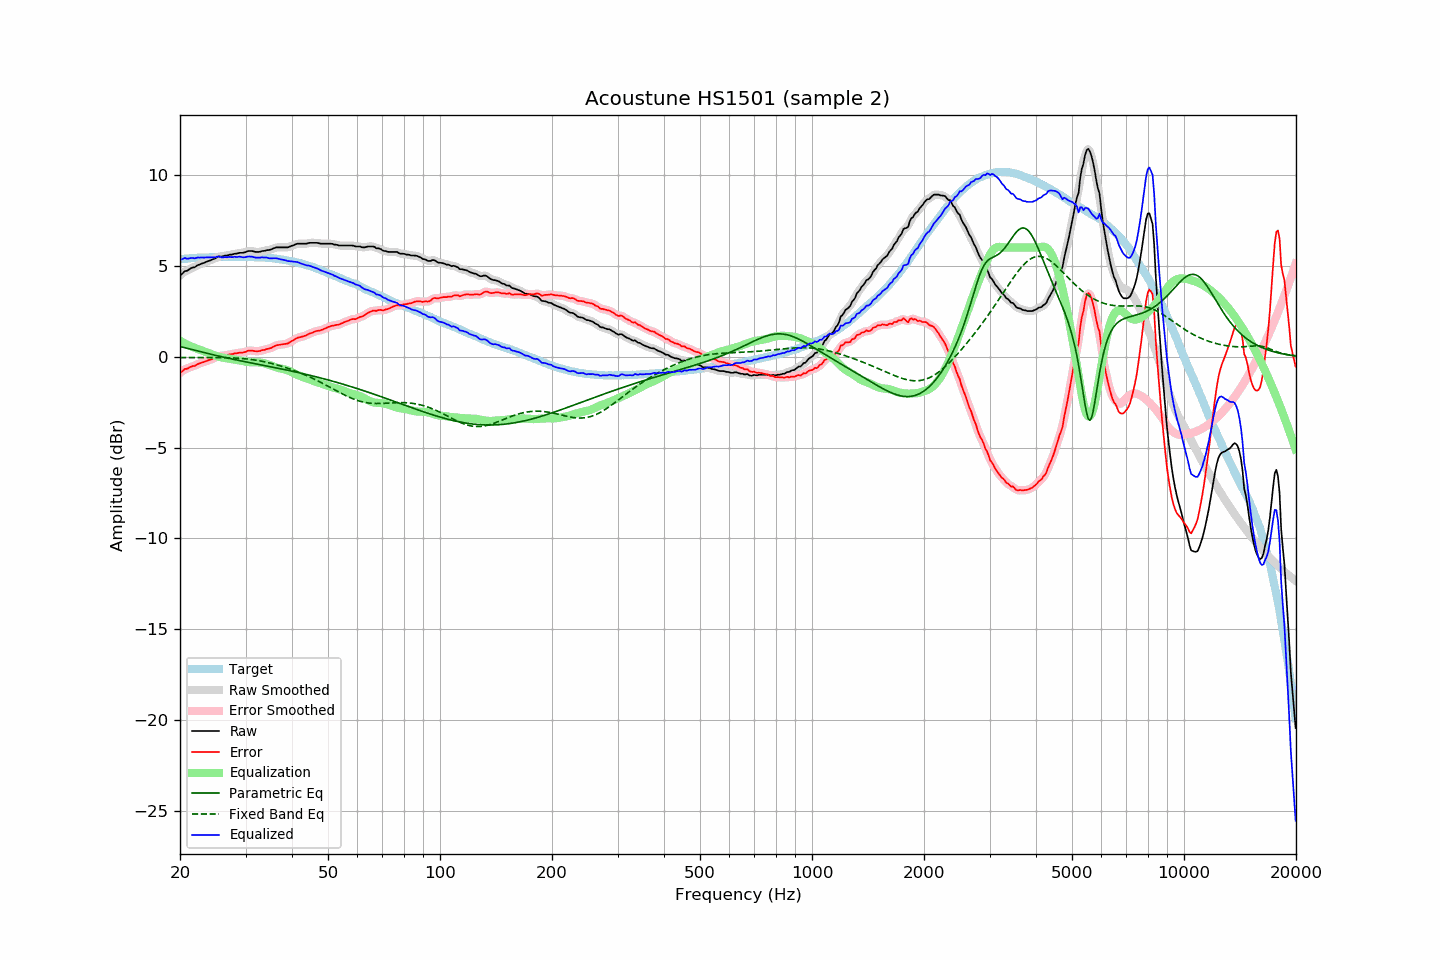 Acoustune HS1501 (sample 2)
10
5
0
−5
−10
−15
−20
−25
Amplitude (dBr)
Target
Raw Smoothed
Error Smoothed
Raw
Error
Equalization
Parametric Eq
Fixed Band Eq
Equalized
20 50 100 200 500 1000 2000 5000 10000 20000
Frequency (Hz)